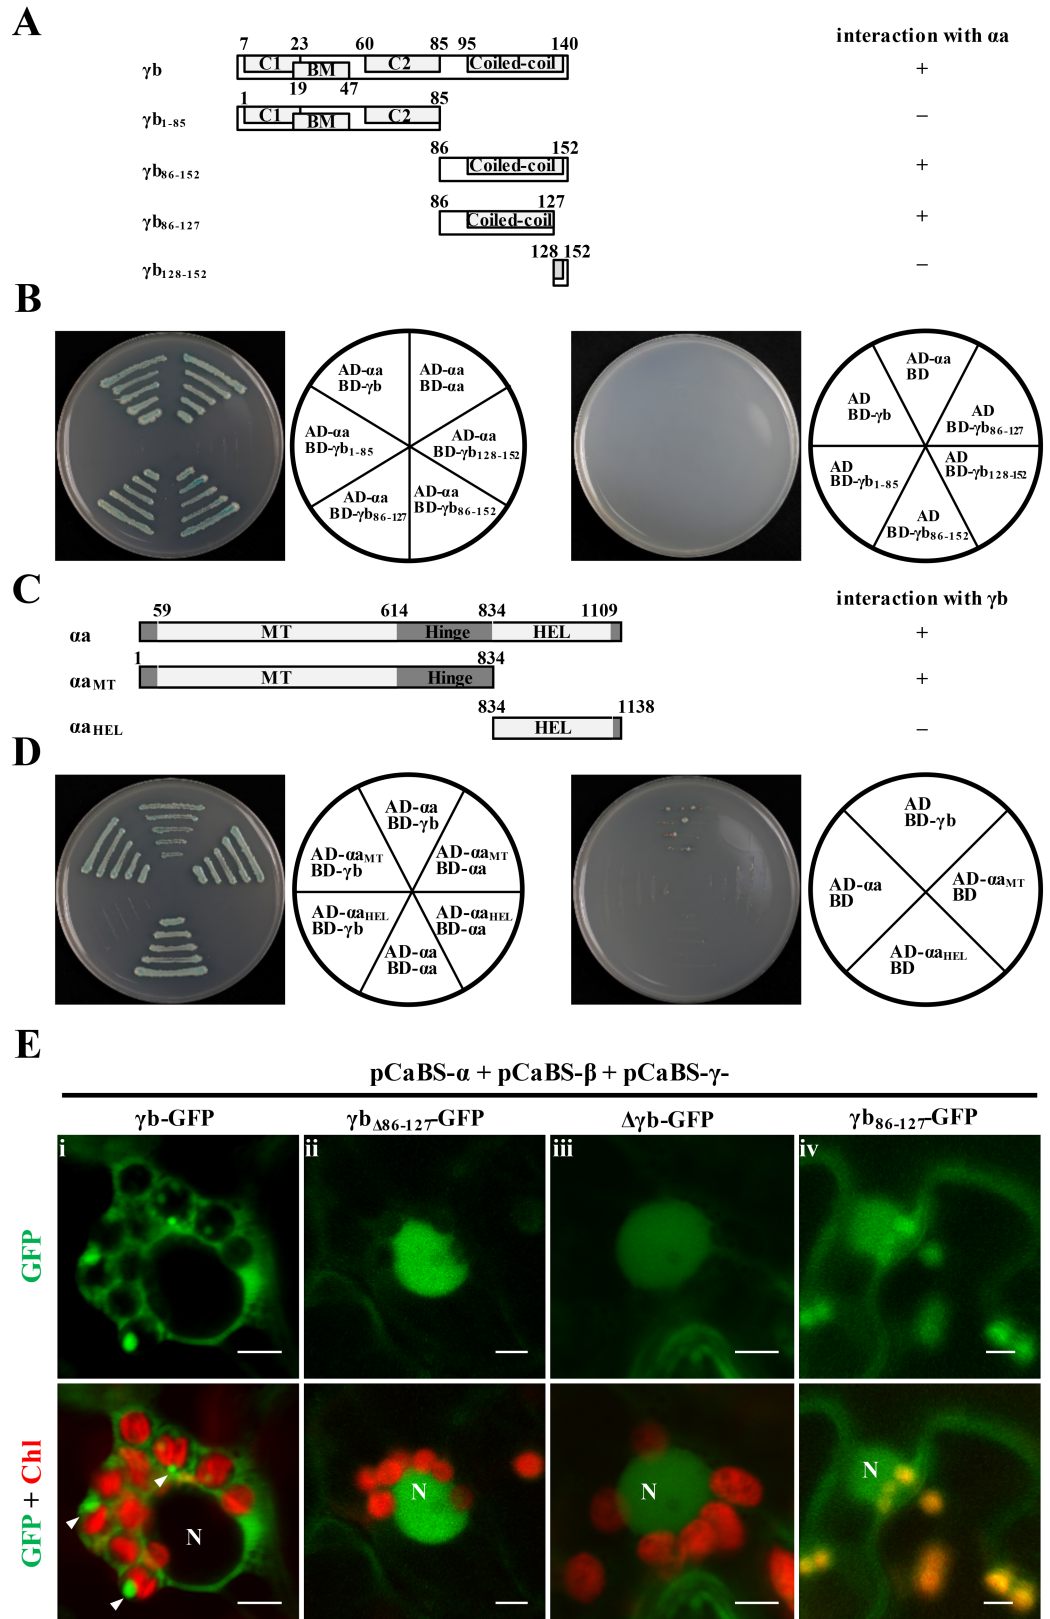 A
interaction with αa
7 23 60 85 95 140
γb C1 BM C2 Coiled-coil +
19 47
1 85
γb1-85 C1 BM C2 –
86 152
γb86-152 Coiled-coil +
86 127
γb86-127 Coiled-coil +
128 152
γb128-152 –
B
AD-αa
BD-γb
AD-αa
BD-αa
AD-αa
BD-γb1-85
AD-αa
BD-γb128-152
AD-αa
BD-γb86-127
AD-αa
BD-γb86-152
AD-αa
BD
AD
BD-γb
AD
BD-γb86-127
AD
BD-γb1-85
AD
BD-γb128-152
AD
BD-γb86-152
C
interaction with γb
59 614 834 1109
αa MT Hinge HEL +
1 834
αaMT MT Hinge +
834 1138
αaHEL HEL –
D
AD-αa
BD-γb
AD-αaMT
BD-γb
AD-αaMT
BD-αa
AD-αaHEL
BD-γb
AD-αaHEL
BD-αa
AD-αa
BD-αa
AD
BD-γb
AD-αa
BD
AD-αaMT
BD
AD-αaHEL
BD
E
pCaBS-α + pCaBS-β + pCaBS-γ-
γb-GFP γbΔ86-127-GFP Δγb-GFP γb86-127-GFP
i ii iii iv
GFP
GFP + Chl
N N N N